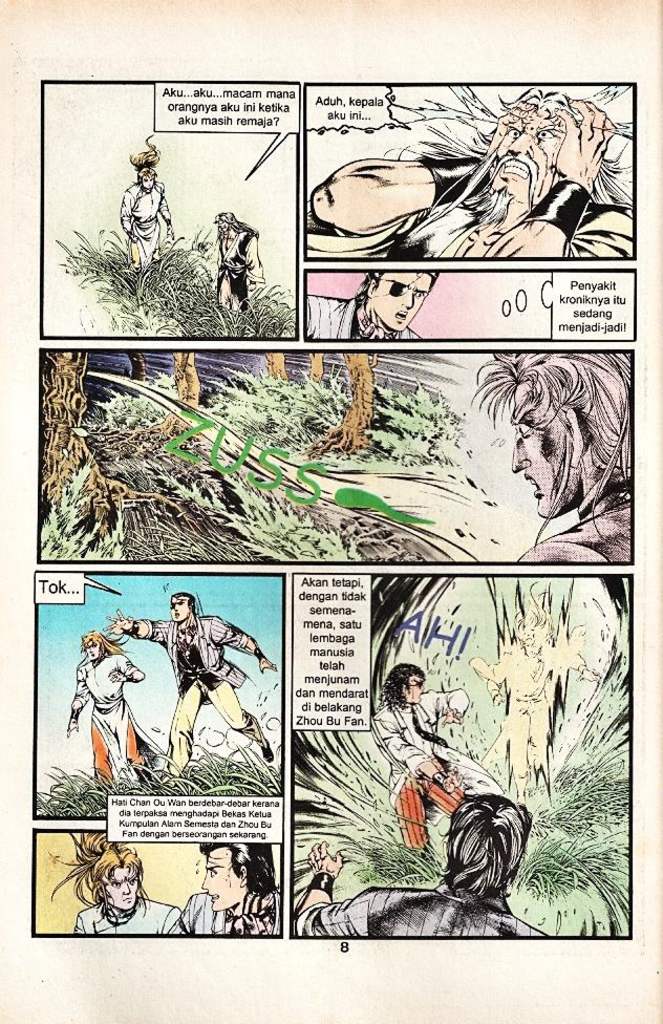 Aku...aku...macam mana
orangnya aku ini ketika
aku masih remaja?
Aduh, kepala
aku ini...
Penyakit
kroniknya itu
sedang
menjadi-jadi!
ZUSS
Tok...
Hati Chan Ou Wan berdebar-debar kerana
dia terpaksa menghadapi Bekas Ketua
Kumpulan Alam Semesta dan Zhou Bu
Fan dengan berseorangan sekarang.
Akan tetapi,
dengan tidak
semena-
mena, satu
lembaga
manusia
telah
menjunam
dan mendarat
di belakang
Zhou Bu Fan.
AH!
8